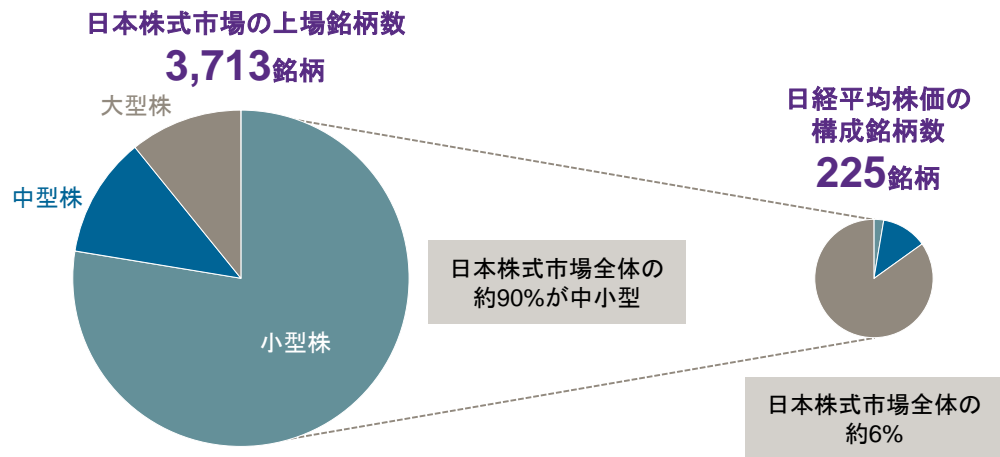 日本株式市場の上場銘柄数
3,713銘柄
大型株
中型株
小型株
日本株式市場全体の
約90%が中小型
日経平均株価の
構成銘柄数
225銘柄
日本株式市場全体の
約6%